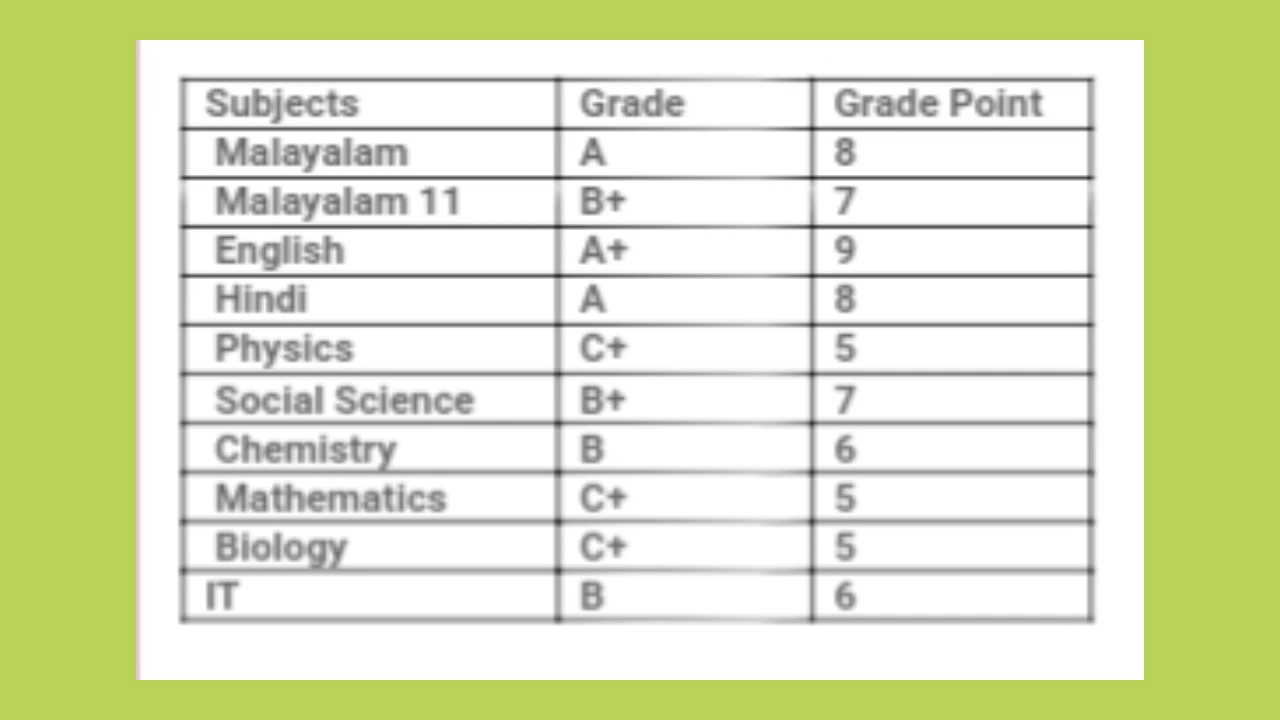 Subjects Grade Grade Point
Malayalam A 8
Malayalam 11 B+ 7
English A+ 9
Hindi A 8
Physics C+ 5
Social Science B+ 7
Chemistry B 6
Mathematics C+ 5
Biology C+ 5
IT B 6